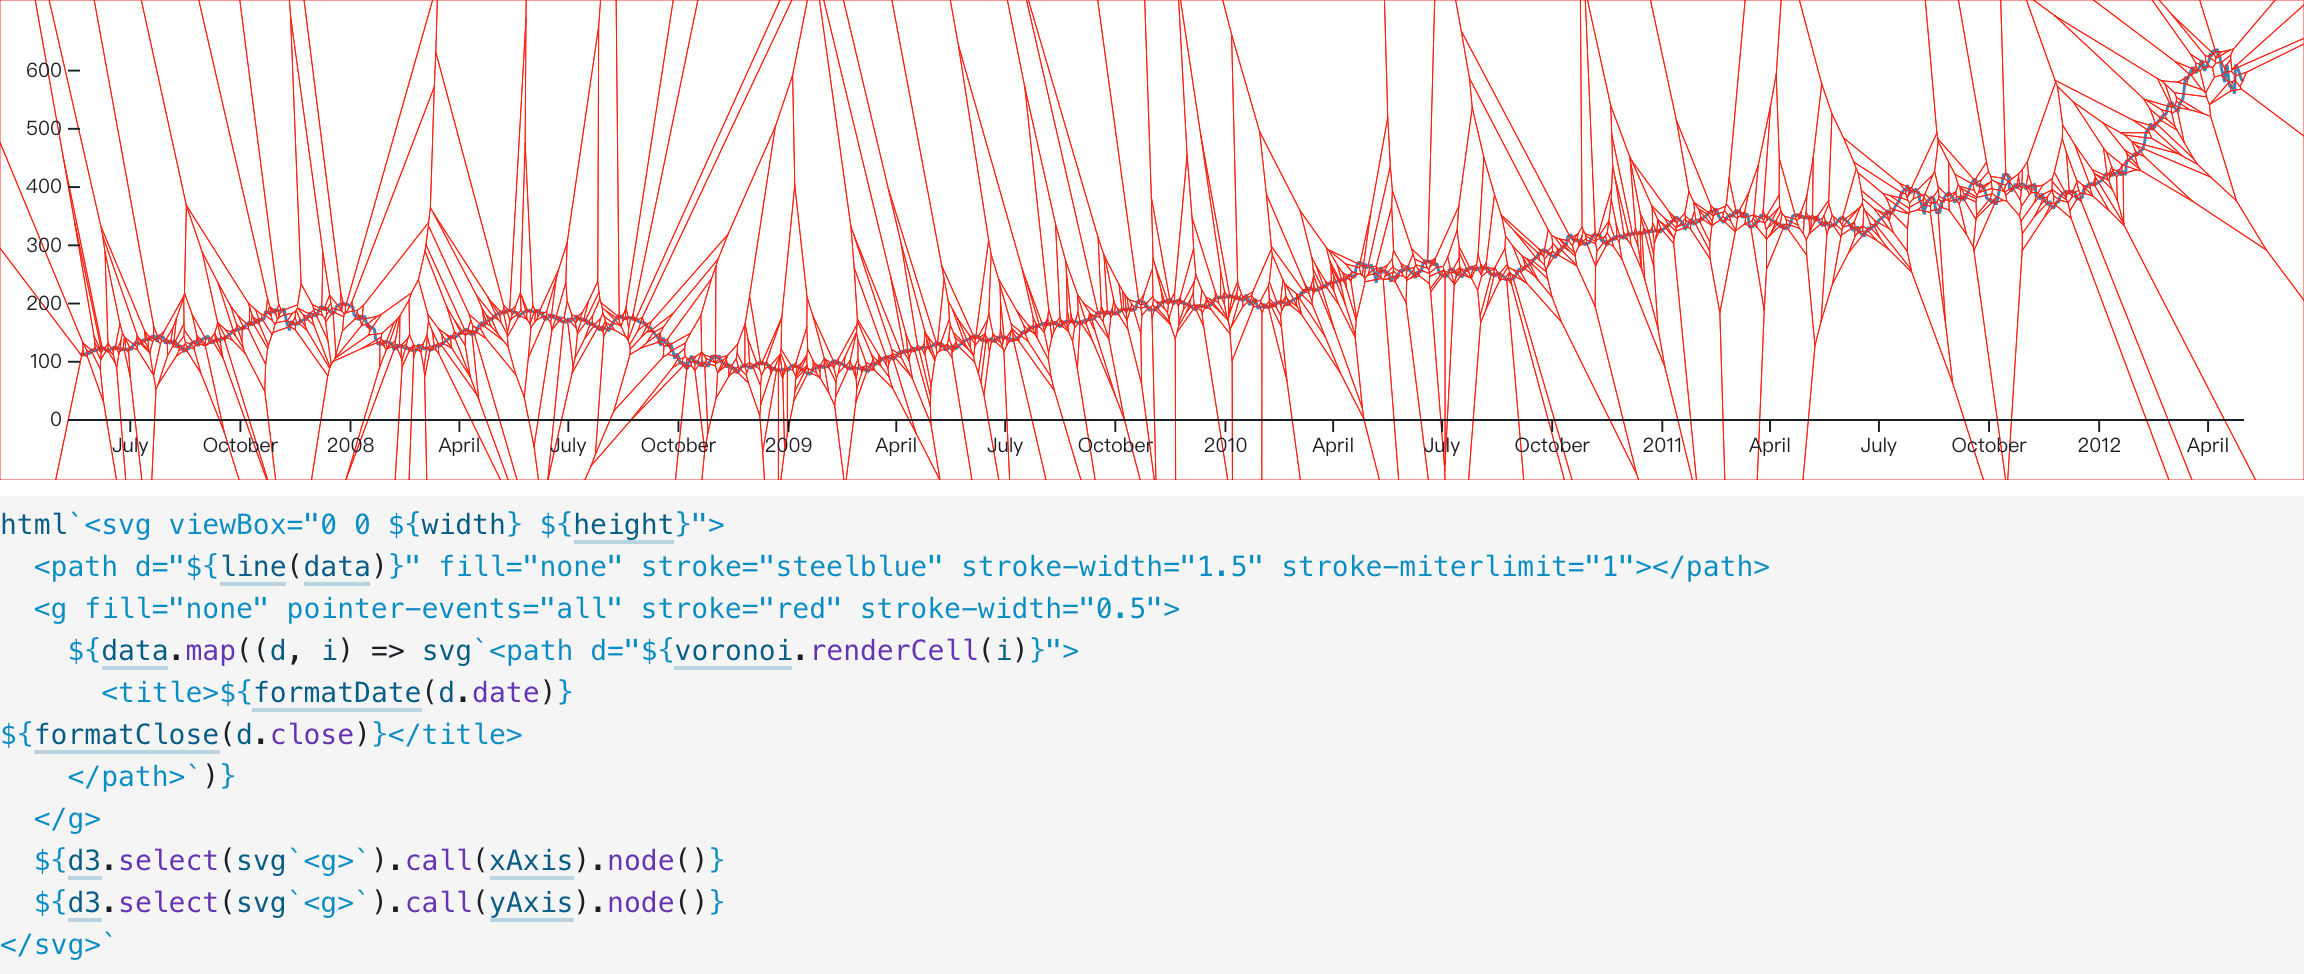 600
500
400
300
200
100
0
July October 2008 April July October 2009 April July October 2010 April July October 2011 April July October 2012 April
html`<svg viewBox="0 0 ${width} ${height}">
  <path d="${line(data)}" fill="none" stroke="steelblue" stroke-width="1.5" stroke-miterlimit="1"></path>
  <g fill="none" pointer-events="all" stroke="red" stroke-width="0.5">
    ${data.map((d, i) => svg`<path d="${voronoi.renderCell(i)}">
      <title>${formatDate(d.date)}
${formatClose(d.close)}</title>
    </path>`)}
  </g>
  ${d3.select(svg`<g>`).call(xAxis).node()}
  ${d3.select(svg`<g>`).call(yAxis).node()}
</svg>`